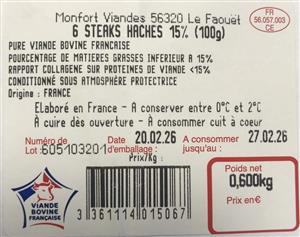 Monfort Viandes 56320 Le Faouët
FR
56.057.003
CE
6 STEAKS HACHES 15% (100g)
PURE VIANDE BOVINE FRANCAISE
POURCENTAGE DE MATIERES GRASSES INFERIEUR A 15%
RAPPORT COLLAGENE SUR PROTEINES DE VIANDE <15%
CONDITIONNÉ SOUS ATMOSPHÈRE PROTECTRICE
Origine : FRANCE
Elaboré en France - A conserver entre 0°C et 2°C
À cuire dès ouverture - A consommer cuit à coeur
Numéro de Lot : 605103201
Date d'emballage : 20.02.26
A consommer jusqu'au : 27.02.26
Prix/Kg :
Poids net
0,600kg
Prix en €
VIANDE
BOVINE
FRANÇAISE
3 361114 015067